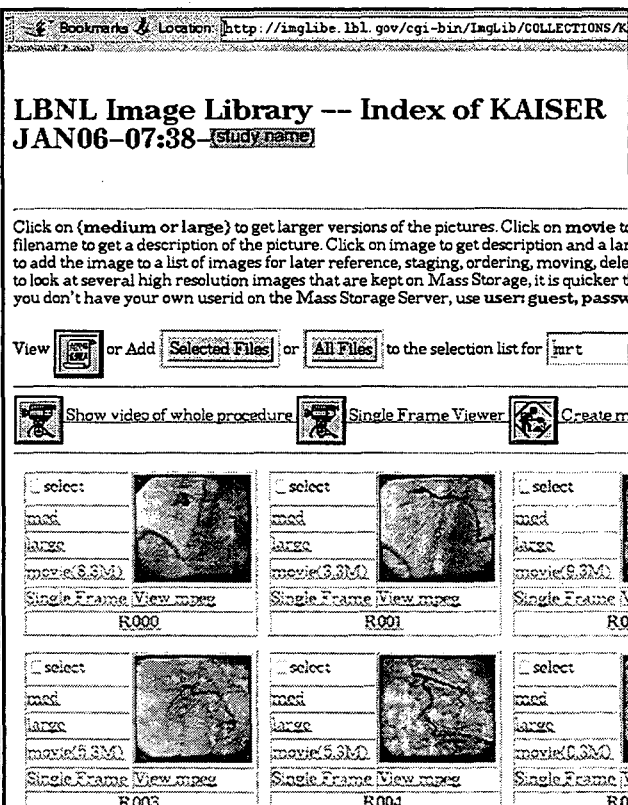 Bookmarks Location: http://imglibe.lbl.gov/cgi-bin/ImgLib/COLLECTIONS/K
LBNL Image Library -- Index of KAISER
JAN06-07:38-(study name)
Click on (medium or large) to get larger versions of the pictures. Click on movie to
filename to get a description of the picture. Click on image to get description and a lar
to add the image to a list of images for later reference, staging, ordering, moving, dele
to look at several high resolution images that are kept on Mass Storage, it is quicker t
you don't have your own userid on the Mass Storage Server, use user: guest, passw
View or Add Selected Files or All Files to the selection list for mrt
Show video of whole procedure Single Frame Viewer Create m
select select select
med med med
large large large
movie(8.3M) movie(3.3M) movie(9.3M)
Single Frame View mpeg Single Frame View mpeg Single Frame V
R000 R001 R0
select select select
med med med
large large large
movie(5.3M) movie(5.3M) movie(0.3M)
Single Frame View mpeg Single Frame View mpeg Single Frame V
R003 R004 R0